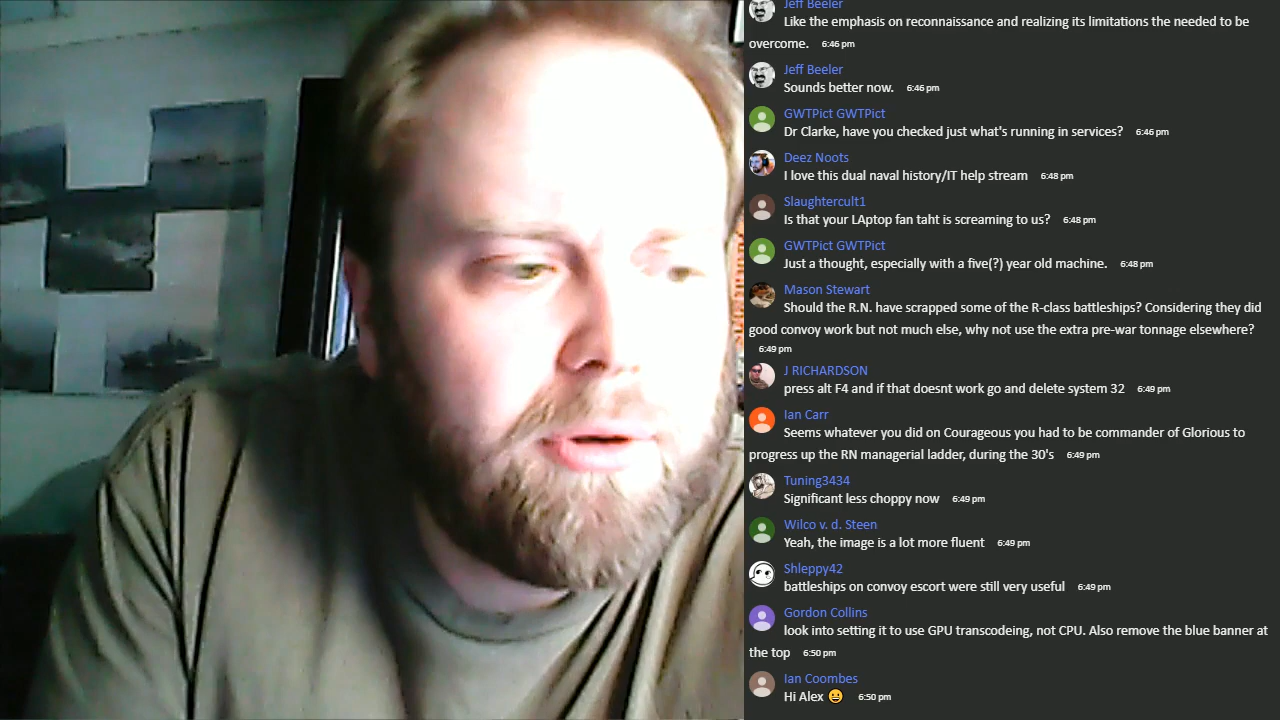 Jeff Beeler
Like the emphasis on reconnaissance and realizing its limitations the needed to be
overcome. 6:46 pm
Jeff Beeler
Sounds better now. 6:46 pm
GWTPict GWTPict
Dr Clarke, have you checked just what's running in services? 6:46 pm
Deez Noots
I love this dual naval history/IT help stream 6:48 pm
Slaughtercult1
Is that your LAptop fan taht is screaming to us? 6:48 pm
GWTPict GWTPict
Just a thought, especially with a five(?) year old machine. 6:48 pm
Mason Stewart
Should the R.N. have scrapped some of the R-class battleships? Considering they did
good convoy work but not much else, why not use the extra pre-war tonnage elsewhere?
6:49 pm
J RICHARDSON
press alt F4 and if that doesnt work go and delete system 32 6:49 pm
Ian Carr
Seems whatever you did on Courageous you had to be commander of Glorious to
progress up the RN managerial ladder, during the 30's 6:49 pm
Tuning3434
Significant less choppy now 6:49 pm
Wilco v. d. Steen
Yeah, the image is a lot more fluent 6:49 pm
Shleppy42
battleships on convoy escort were still very useful 6:49 pm
Gordon Collins
look into setting it to use GPU transcodeing, not CPU. Also remove the blue banner at
the top 6:50 pm
Ian Coombes
Hi Alex 😀 6:50 pm